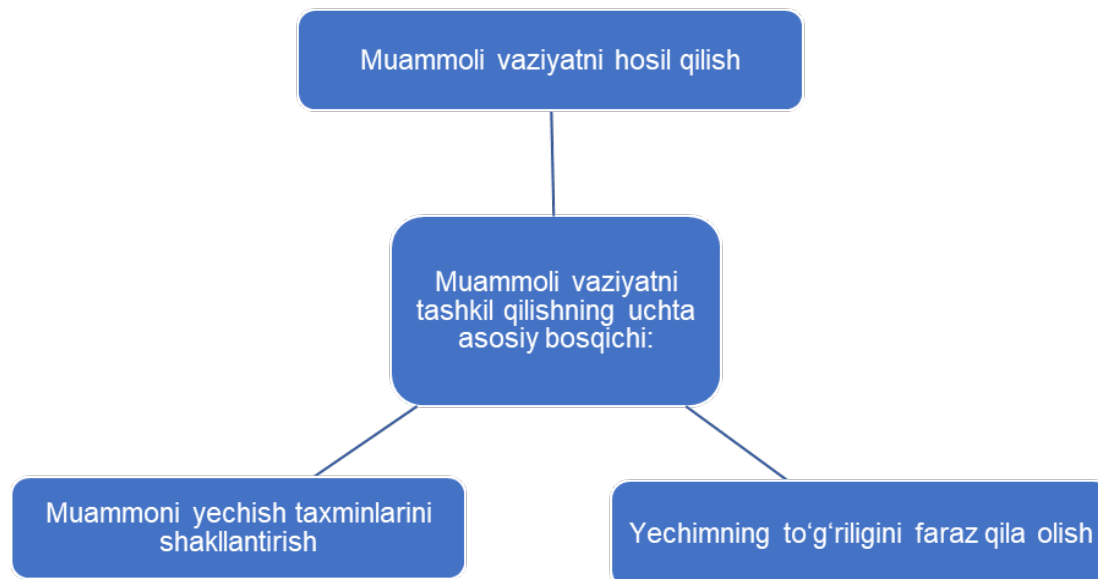 Muammoli vaziyatni hosil qilish
Muammoli vaziyatni
tashkil qilishning uchta
asosiy bosqichi:
Muammoni yechish taxminlarini
shakllantirish
Yechimning to‘g‘riligini faraz qila olish